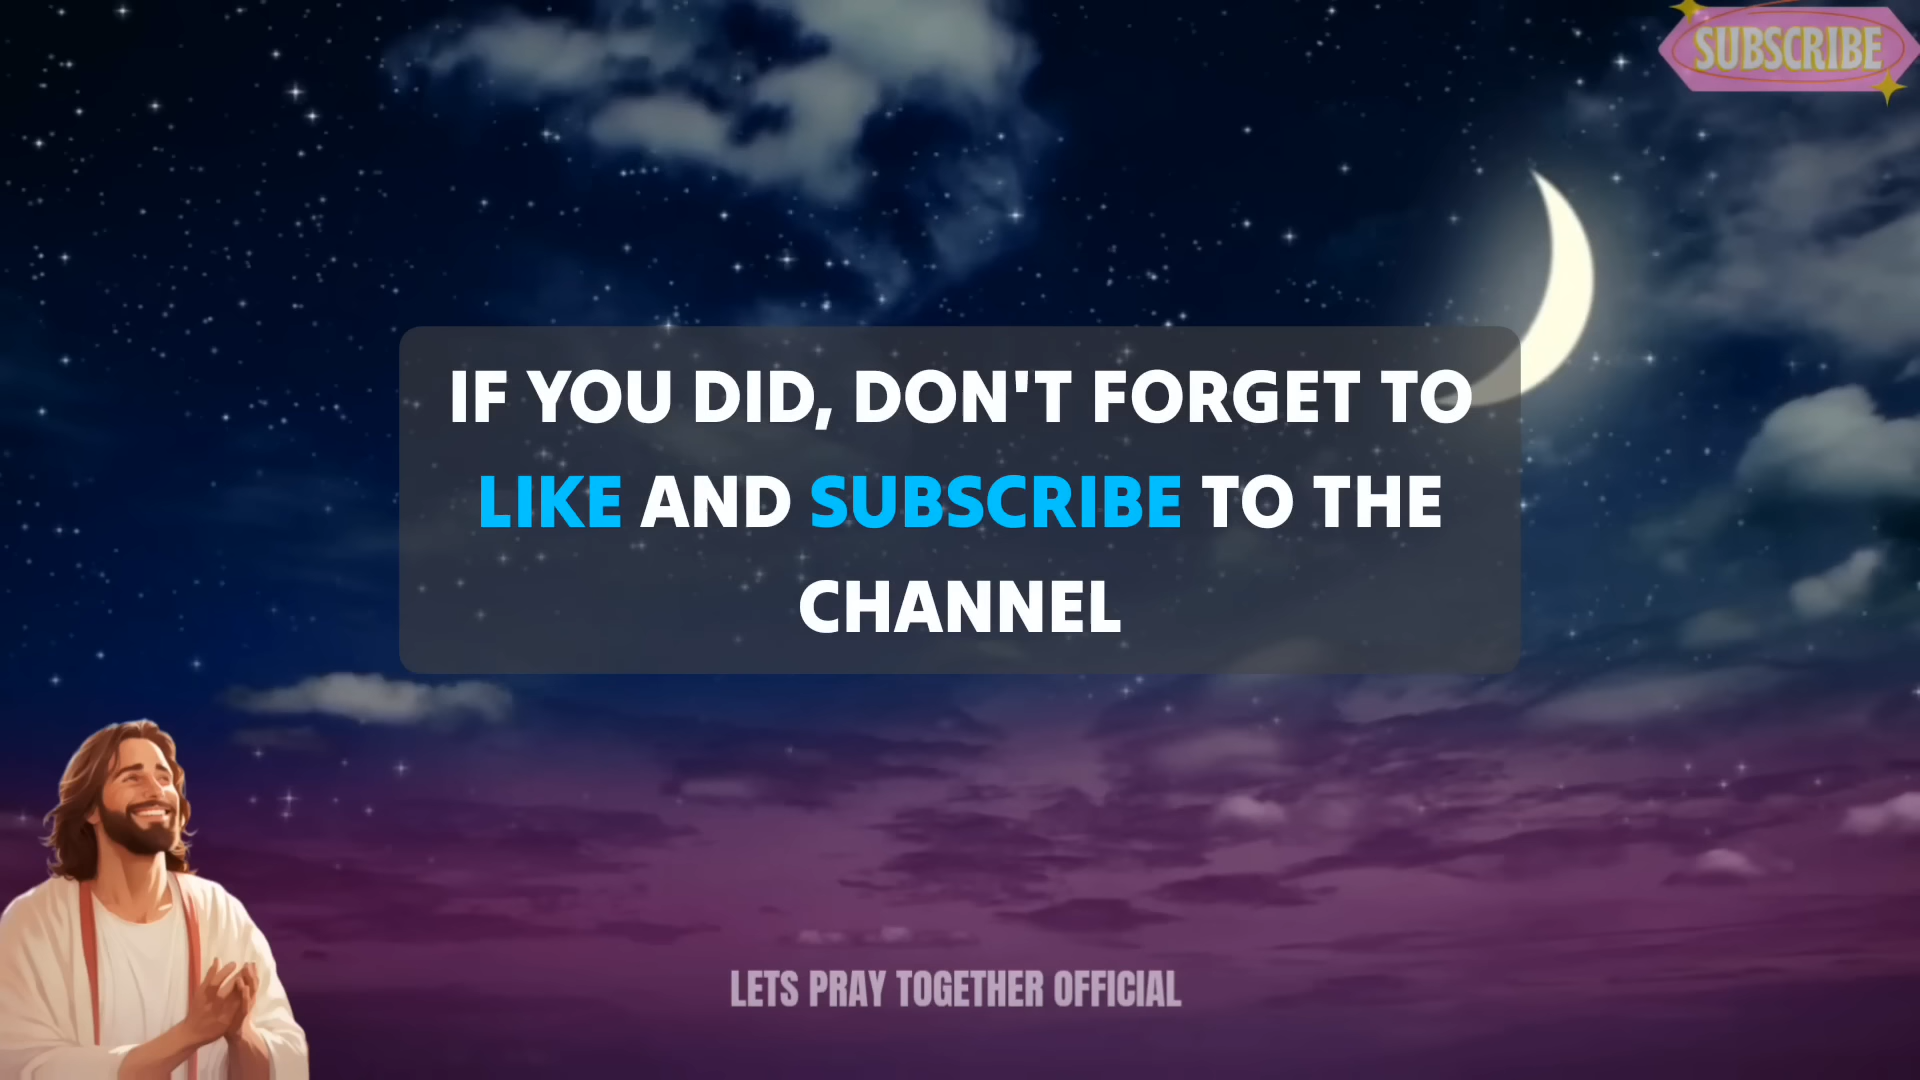 SUBSCRIBE
IF YOU DID, DON'T FORGET TO
LIKE AND SUBSCRIBE TO THE
CHANNEL
LETS PRAY TOGETHER OFFICIAL